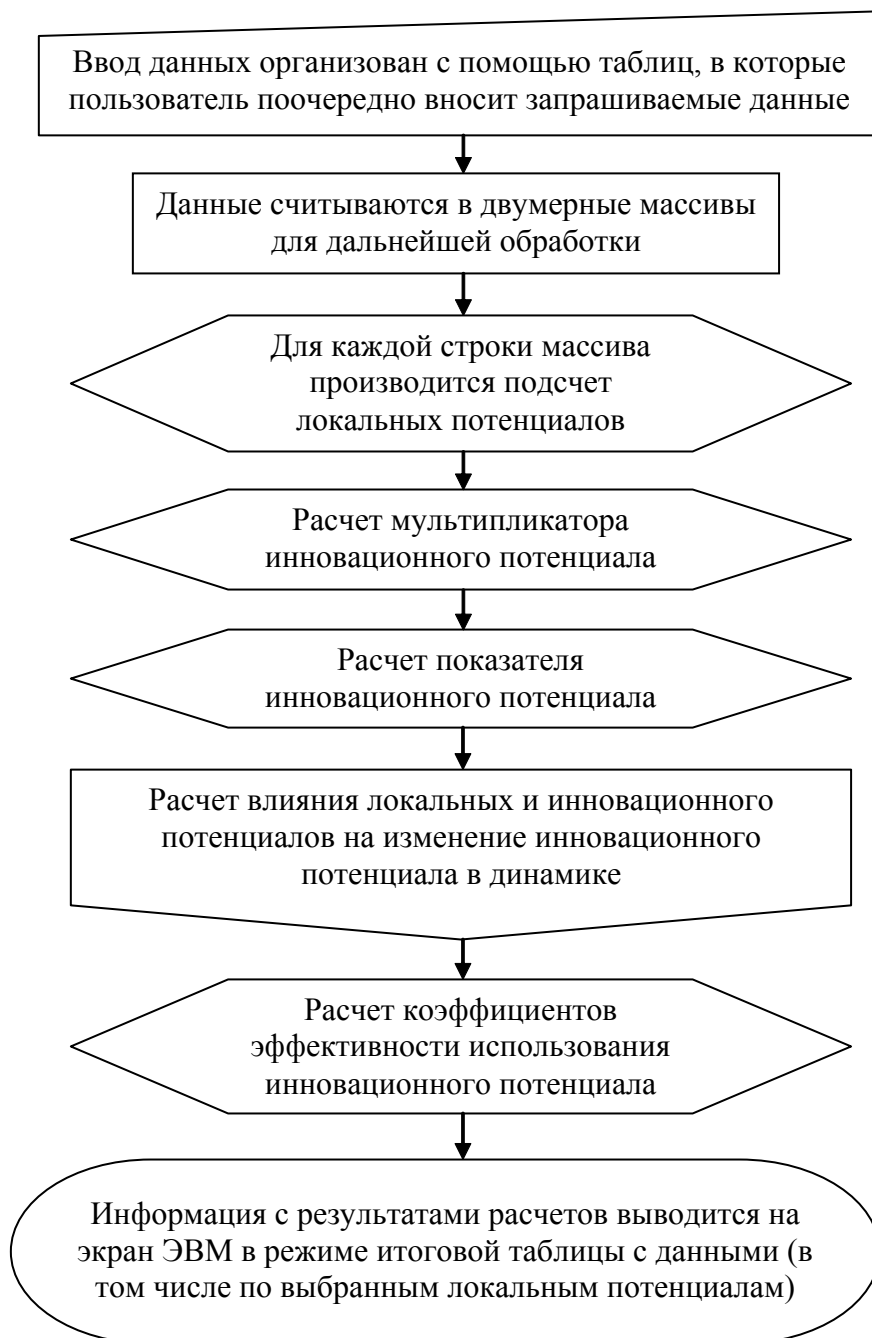 Ввод данных организован с помощью таблиц, в которые
пользователь поочередно вносит запрашиваемые данные
Данные считываются в двумерные массивы
для дальнейшей обработки
Для каждой строки массива
производится подсчет
локальных потенциалов
Расчет мультипликатора
инновационного потенциала
Расчет показателя
инновационного потенциала
Расчет влияния локальных и инновационного
потенциалов на изменение инновационного
потенциала в динамике
Расчет коэффициентов
эффективности использования
инновационного потенциала
Информация с результатами расчетов выводится на
экран ЭВМ в режиме итоговой таблицы с данными (в
том числе по выбранным локальным потенциалам)